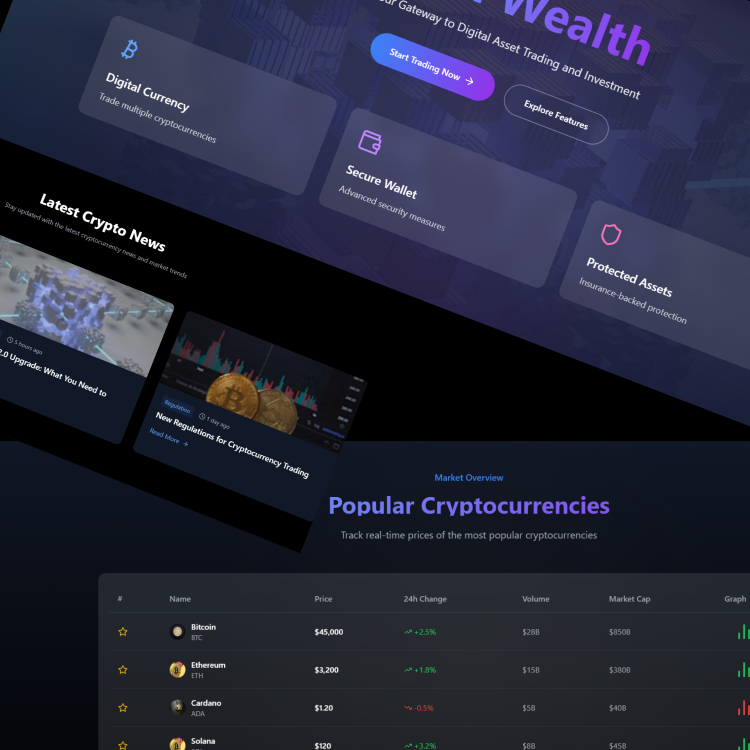 Wealth
Gateway to Digital Asset Trading and Investment
Start Trading Now
Explore Features
Digital Currency
Trade multiple cryptocurrencies
Secure Wallet
Advanced security measures
Protected Assets
Insurance-backed protection
Latest Crypto News
Stay updated with the latest cryptocurrency news and market trends
5 hours ago
2.0 Upgrade: What You Need to
Regulation
1 day ago
New Regulations for Cryptocurrency Trading
Read More
Market Overview
Popular Cryptocurrencies
Track real-time prices of the most popular cryptocurrencies
# Name Price 24h Change Volume Market Cap Graph
Bitcoin
BTC
$45,000 +2.5% $28B $850B
Ethereum
ETH
$3,200 +1.8% $15B $380B
Cardano
ADA
$1.20 -0.5% $5B $40B
Solana
$120 +3.2% $8B $45B